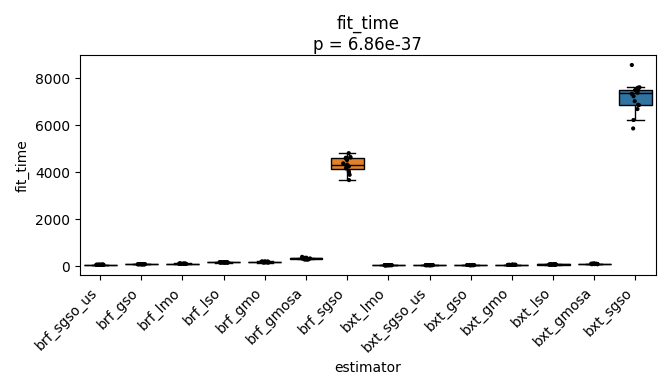 fit_time
p = 6.86e-37
8000
6000
4000
2000
0
fit_time
brf_sgso_us
brf_gso
brf_lmo
brf_lso
brf_gmo
brf_gmosa
brf_sgso
bxt_lmo
bxt_sgso_us
bxt_gso
bxt_gmo
bxt_lso
bxt_gmosa
bxt_sgso
estimator